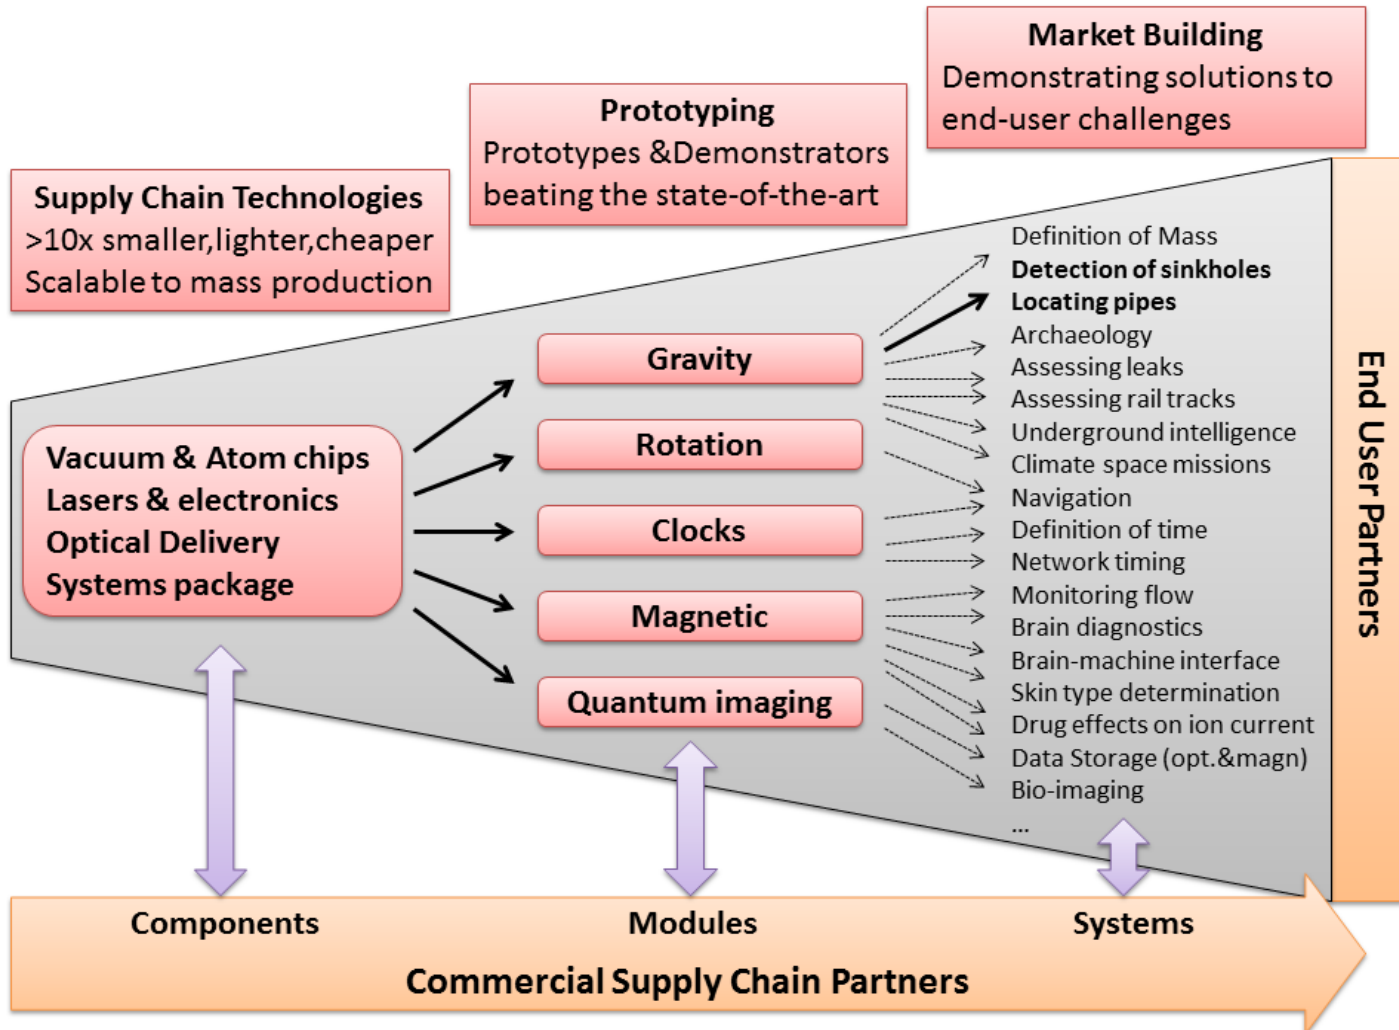 Market Building
Demonstrating solutions to
end-user challenges
Prototyping
Prototypes &Demonstrators
beating the state-of-the-art
Supply Chain Technologies
>10x smaller,lighter,cheaper
Scalable to mass production
Vacuum & Atom chips
Lasers & electronics
Optical Delivery
Systems package
Gravity
Rotation
Clocks
Magnetic
Quantum imaging
Definition of Mass
Detection of sinkholes
Locating pipes
Archaeology
Assessing leaks
Assessing rail tracks
Underground intelligence
Climate space missions
Navigation
Definition of time
Network timing
Monitoring flow
Brain diagnostics
Brain-machine interface
Skin type determination
Drug effects on ion current
Data Storage (opt.&magn)
Bio-imaging
...
End User Partners
Components
Modules
Systems
Commercial Supply Chain Partners